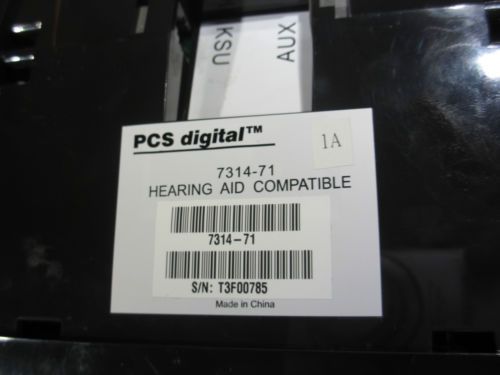 KSU
AUX
PCS digital™
1A
7314-71
HEARING AID COMPATIBLE
7314-71
S/N: T3F00785
Made in China